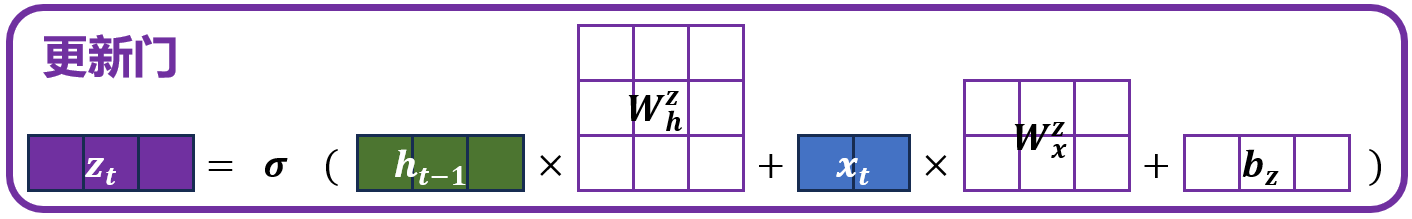 更新门
z_t = σ ( h_{t−1} × W_h^z + x_t × W_x^z + b_z )